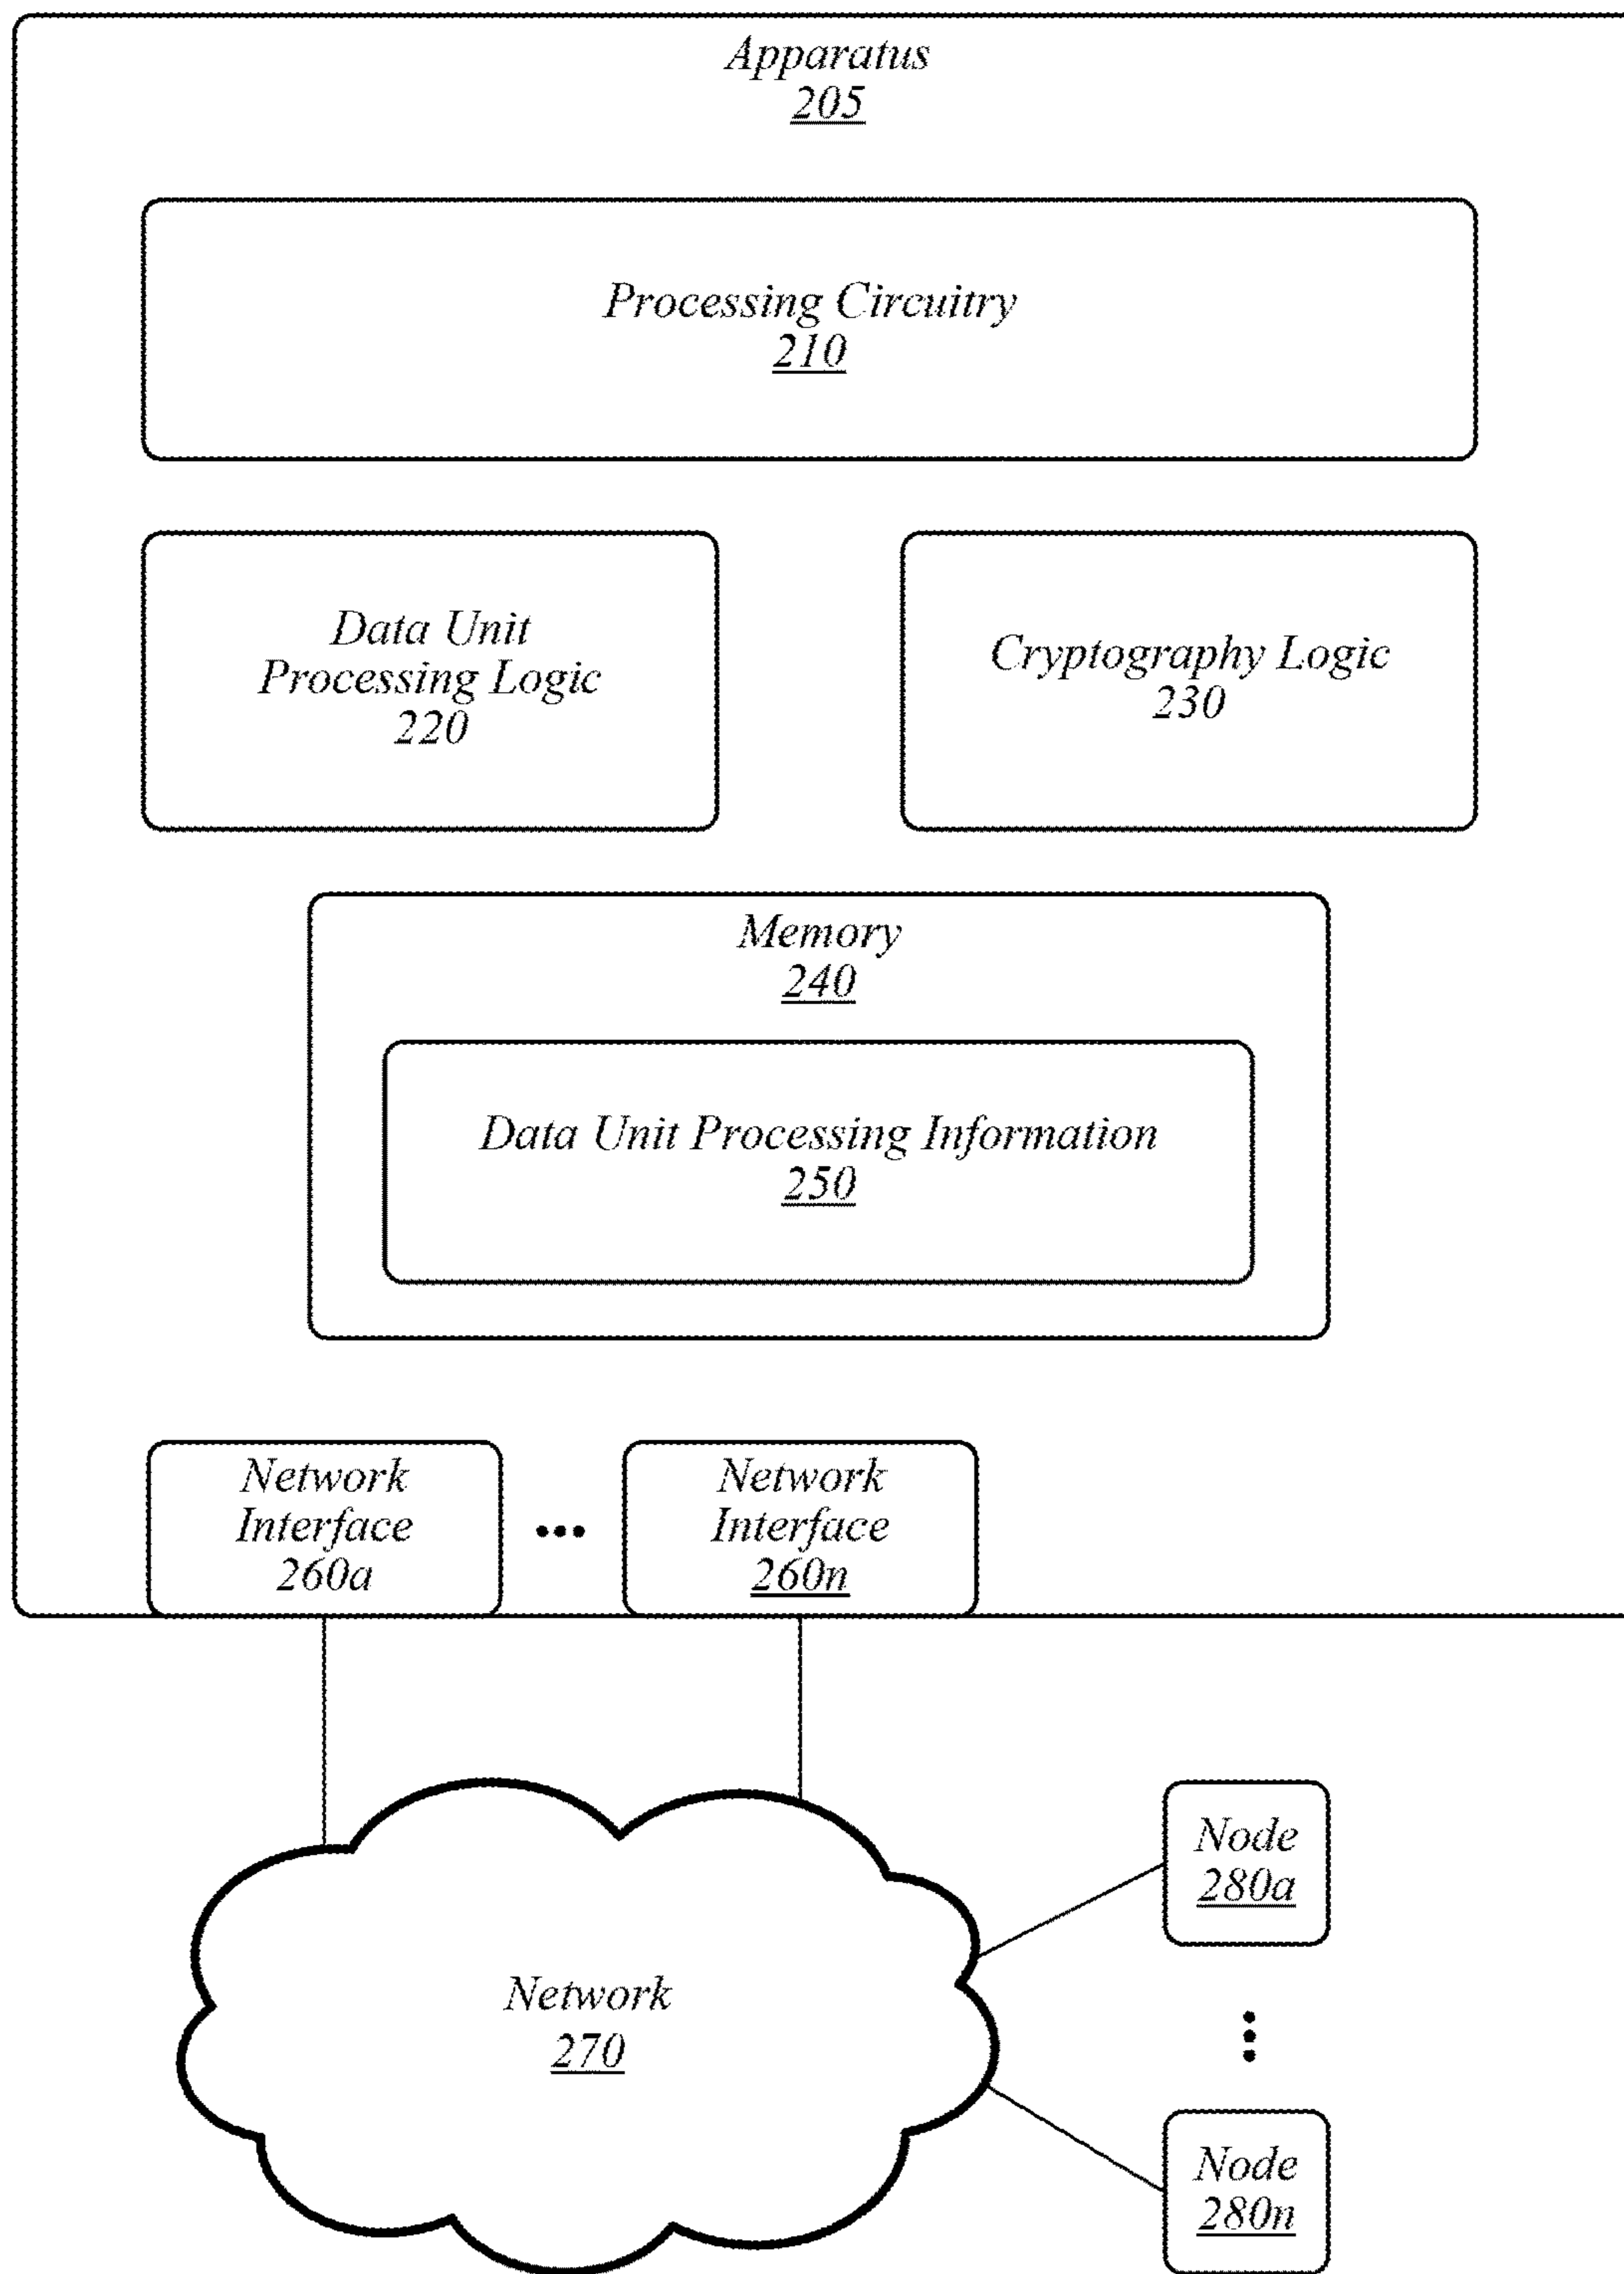 Apparatus
205
Processing Circuitry
210
Data Unit
Processing Logic
220
Cryptography Logic
230
Memory
240
Data Unit Processing Information
250
Network
Interface
260a
...
Network
Interface
260n
Network
270
Node
280a
Node
280n